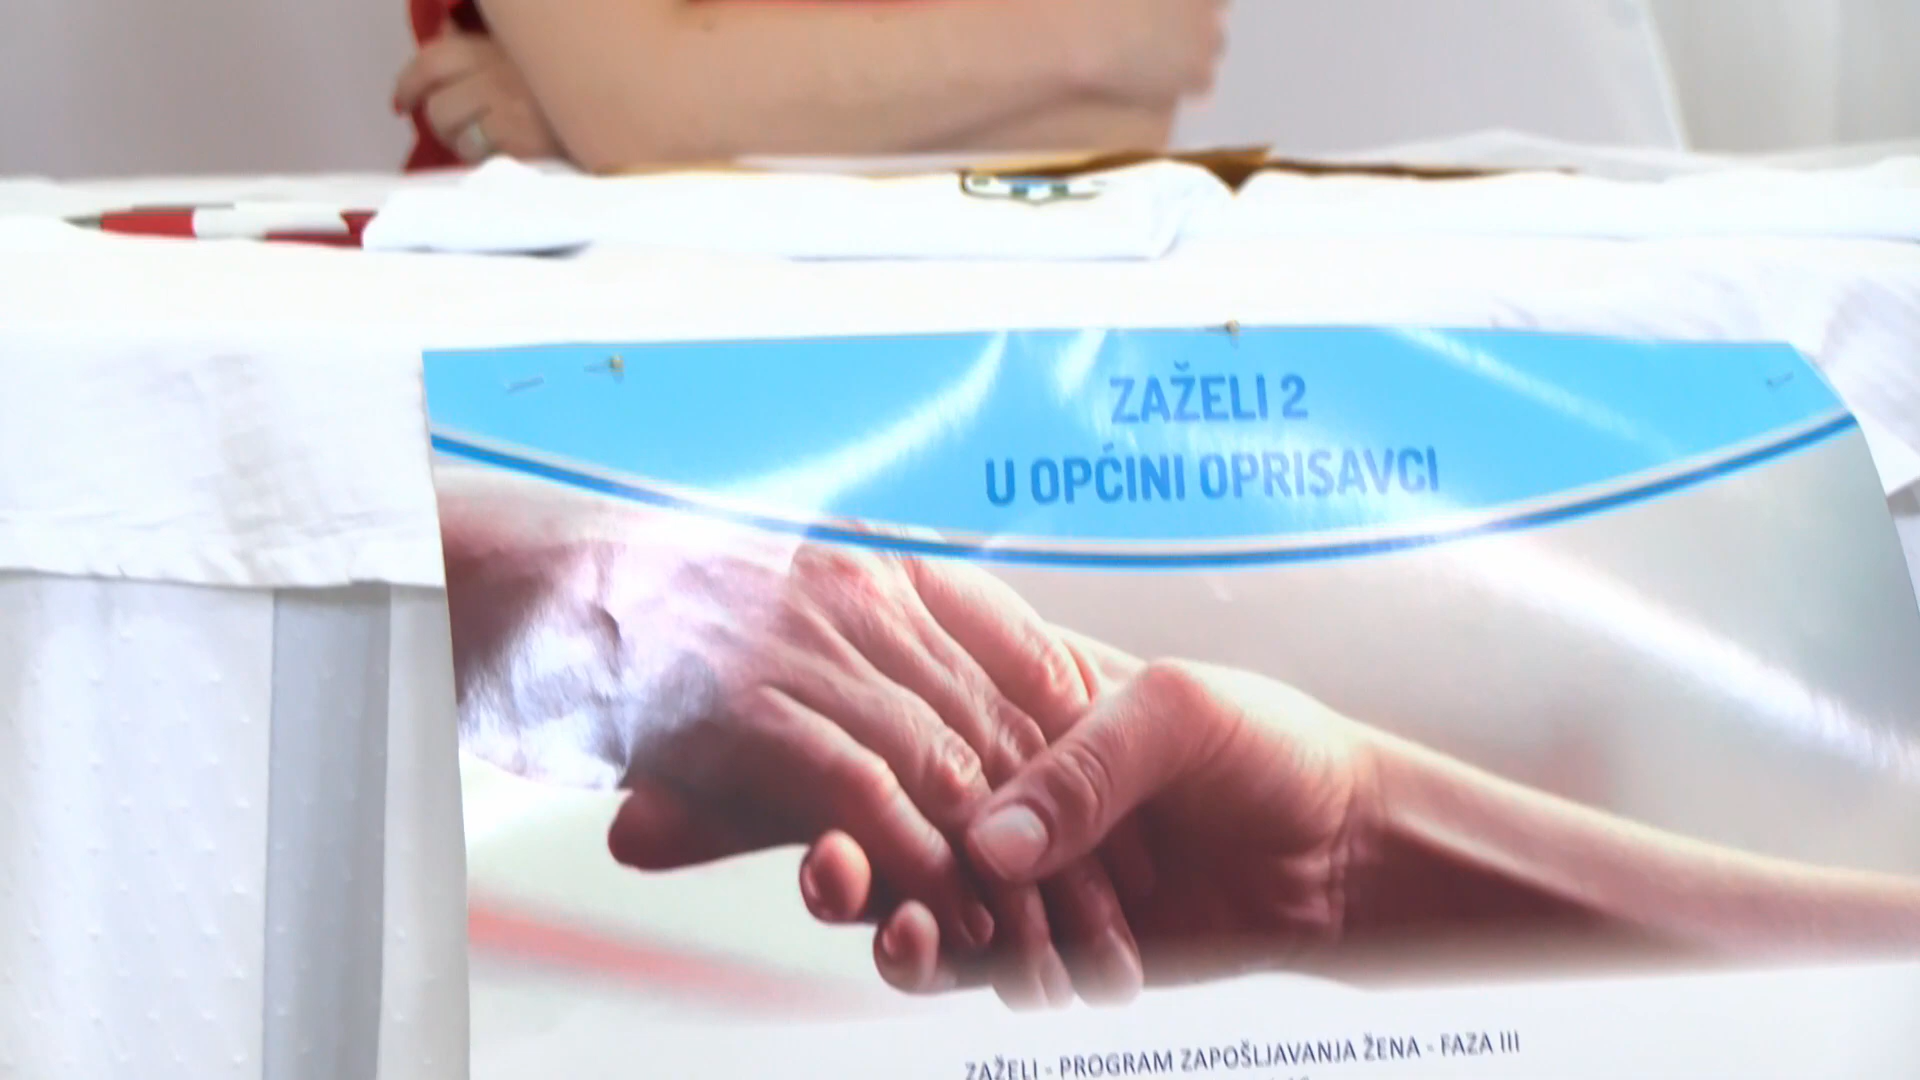 ZAŽELI 2
U OPĆINI OPRISAVCI
ZAŽELI - PROGRAM ZAPOŠLJAVANJA ŽENA - FAZA III